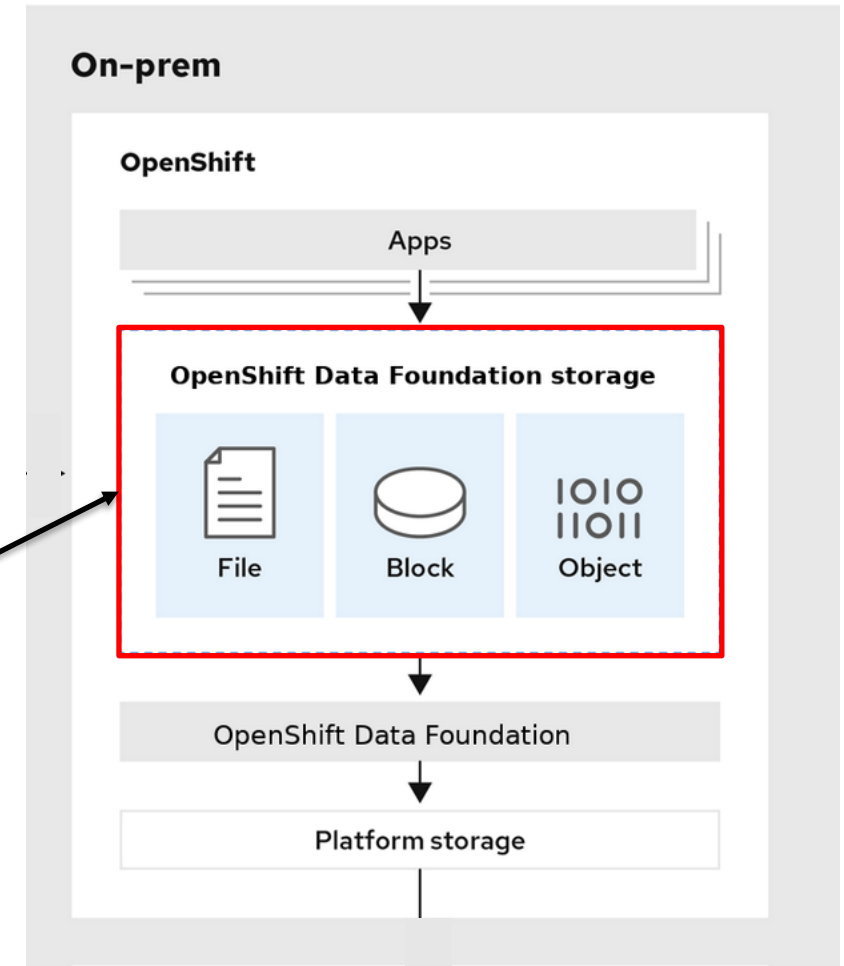 On-prem
OpenShift
Apps
OpenShift Data Foundation storage
1010
11011
File
Block
Object
OpenShift Data Foundation
Platform storage